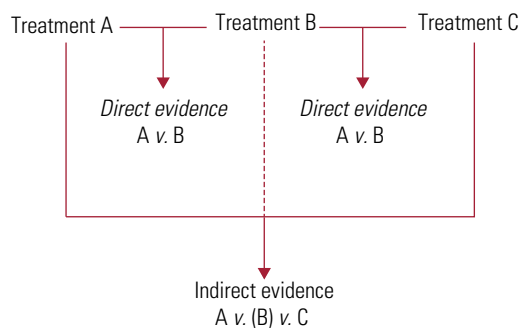 Treatment A
Treatment B
Treatment C
Direct evidence
A v. B
Direct evidence
A v. B
Indirect evidence
A v. (B) v. C